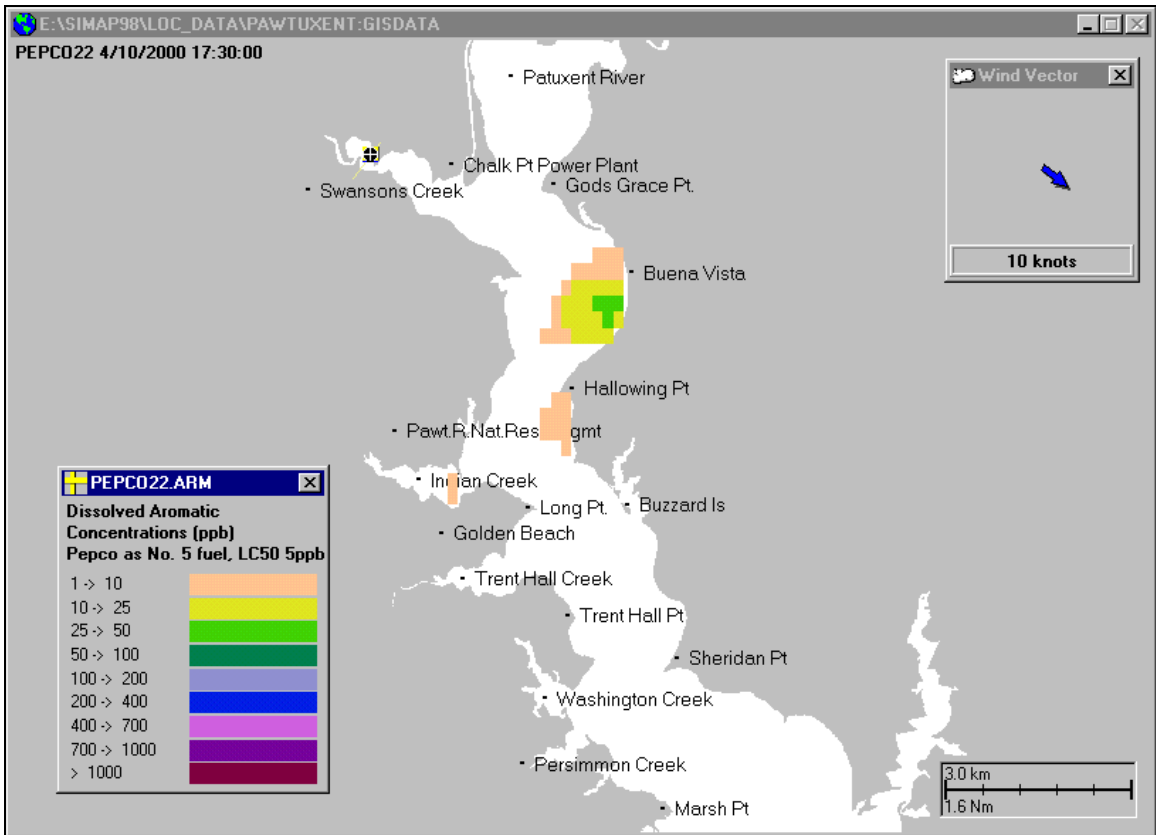 E:\SIMAP98\LOC_DATA\PAWTUXENT:GISDATA
PEPCO22 4/10/2000 17:30:00
Wind Vector
10 knots
Patuxent River
Chalk Pt Power Plant
Gods Grace Pt.
Swansons Creek
Buena Vista
Hallowing Pt
Pawt.R.Nat.Res gmt
Indian Creek
Long Pt.
Buzzard Is
Golden Beach
Trent Hall Creek
Trent Hall Pt
Sheridan Pt
Washington Creek
Persimmon Creek
Marsh Pt
PEPCO22.ARM
Dissolved Aromatic
Concentrations (ppb)
Pepco as No. 5 fuel, LC50 5ppb
1 -> 10
10 -> 25
25 -> 50
50 -> 100
100 -> 200
200 -> 400
400 -> 700
700 -> 1000
> 1000
3.0 km
1.6 Nm